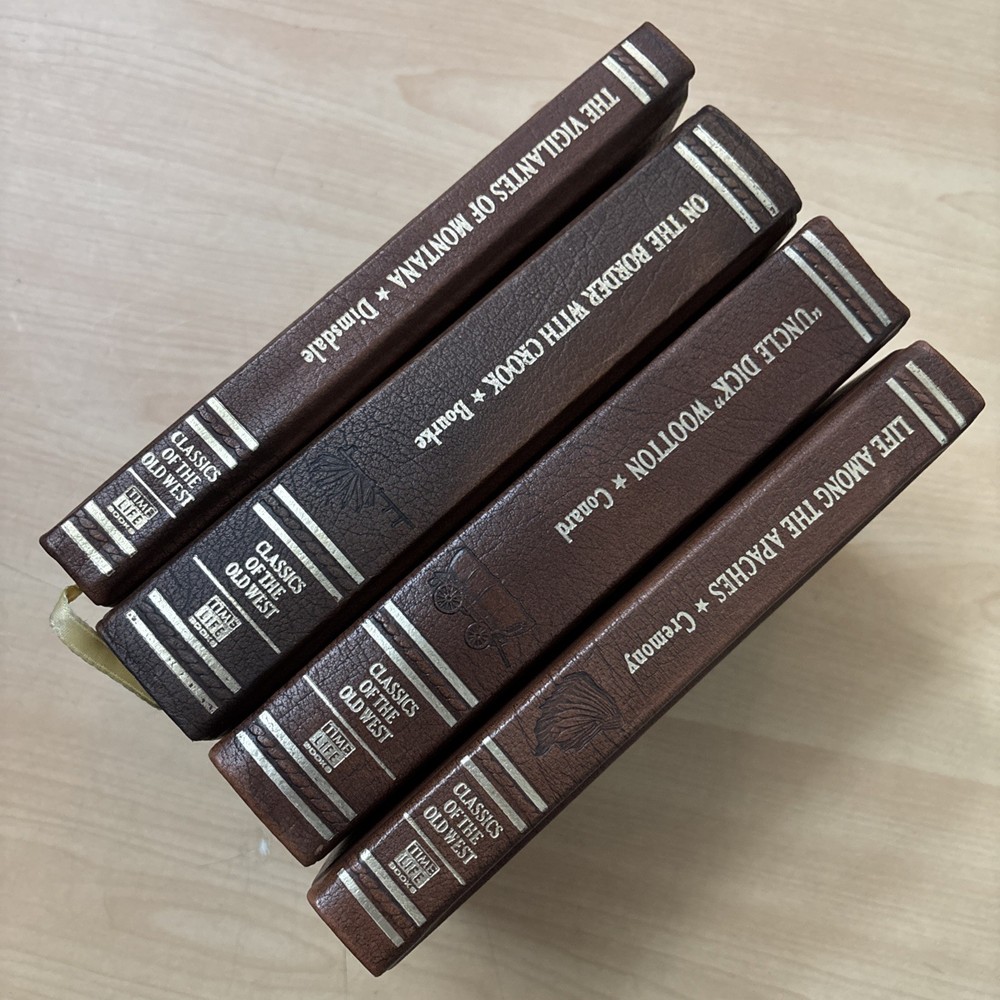 THE VIGILANTES OF MONTANA ★ Dimsdale
CLASSICS
OF THE
OLD WEST
TIME
LIFE
BOOKS
ON THE BORDER WITH CROOK ★ Bourke
CLASSICS
OF THE
OLD WEST
TIME
LIFE
BOOKS
"UNCLE DICK" WOOTTON ★ Conard
CLASSICS
OF THE
OLD WEST
TIME
LIFE
BOOKS
LIFE AMONG THE APACHES ★ Cremony
CLASSICS
OF THE
OLD WEST
TIME
LIFE
BOOKS